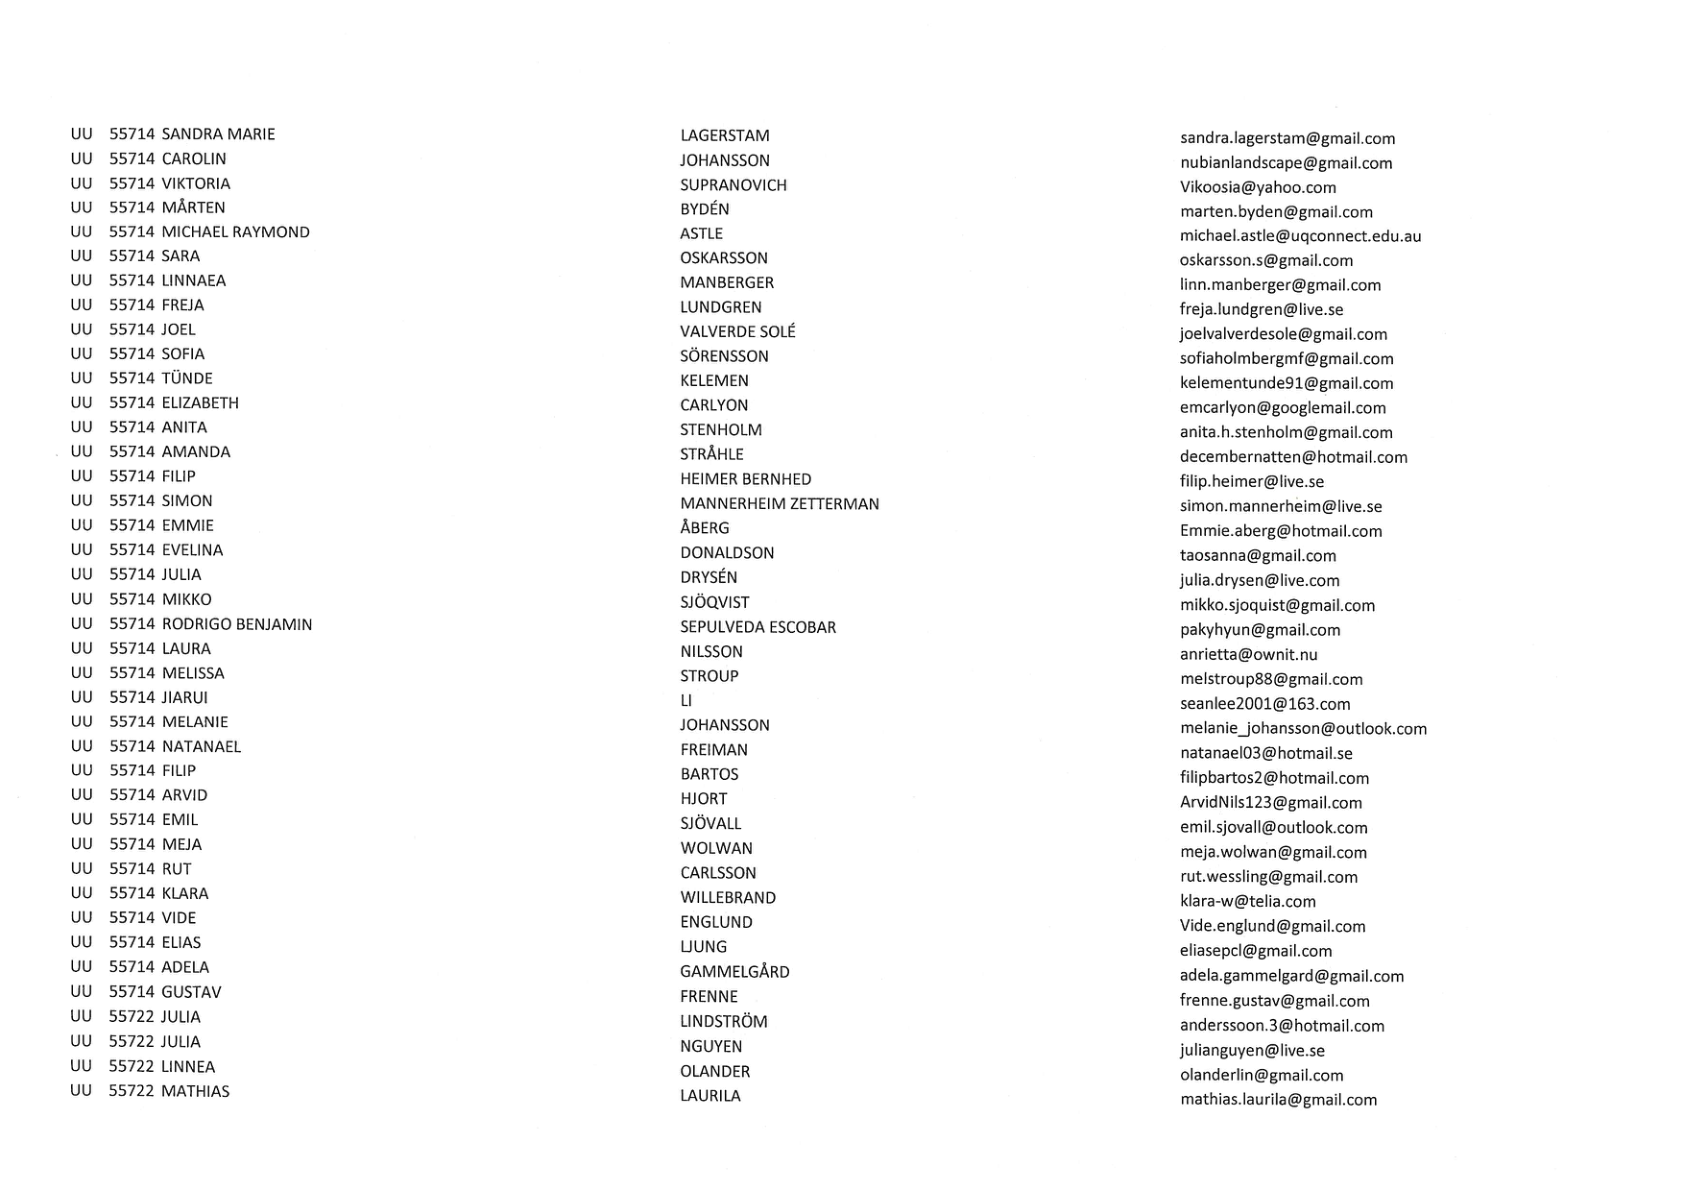 UU 55714 SANDRA MARIE LAGERSTAM sandra.lagerstam@gmail.com
UU 55714 CAROLIN JOHANSSON nubianlandscape@gmail.com
UU 55714 VIKTORIA SUPRANOVICH Vikoosia@yahoo.com
UU 55714 MÅRTEN BYDÉN marten.byden@gmail.com
UU 55714 MICHAEL RAYMOND ASTLE michael.astle@uqconnect.edu.au
UU 55714 SARA OSKARSSON oskarsson.s@gmail.com
UU 55714 LINNAEA MANBERGER linn.manberger@gmail.com
UU 55714 FREJA LUNDGREN freja.lundgren@live.se
UU 55714 JOEL VALVERDE SOLÉ joelvalverdesole@gmail.com
UU 55714 SOFIA SÖRENSSON sofiaholmbergmf@gmail.com
UU 55714 TÜNDE KELEMEN kelementunde91@gmail.com
UU 55714 ELIZABETH CARLYON emcarlyon@googlemail.com
UU 55714 ANITA STENHOLM anita.h.stenholm@gmail.com
UU 55714 AMANDA STRÅHLE decembernatten@hotmail.com
UU 55714 FILIP HEIMER BERNHED filip.heimer@live.se
UU 55714 SIMON MANNERHEIM ZETTERMAN simon.mannerheim@live.se
UU 55714 EMMIE ÅBERG Emmie.aberg@hotmail.com
UU 55714 EVELINA DONALDSON taosanna@gmail.com
UU 55714 JULIA DRYSÉN julia.drysen@live.com
UU 55714 MIKKO SJÖQVIST mikko.sjoquist@gmail.com
UU 55714 RODRIGO BENJAMIN SEPULVEDA ESCOBAR pakyhyun@gmail.com
UU 55714 LAURA NILSSON anrietta@ownit.nu
UU 55714 MELISSA STROUP melstroup88@gmail.com
UU 55714 JIARUI LI seanlee2001@163.com
UU 55714 MELANIE JOHANSSON melanie_johansson@outlook.com
UU 55714 NATANAEL FREIMAN natanael03@hotmail.se
UU 55714 FILIP BARTOS filipbartos2@hotmail.com
UU 55714 ARVID HJORT ArvidNils123@gmail.com
UU 55714 EMIL SJÖVALL emil.sjovall@outlook.com
UU 55714 MEJA WOLWAN meja.wolwan@gmail.com
UU 55714 RUT CARLSSON rut.wessling@gmail.com
UU 55714 KLARA WILLEBRAND klara-w@telia.com
UU 55714 VIDE ENGLUND Vide.englund@gmail.com
UU 55714 ELIAS LJUNG eliasepcl@gmail.com
UU 55714 ADELA GAMMELGÅRD adela.gammelgard@gmail.com
UU 55714 GUSTAV FRENNE frenne.gustav@gmail.com
UU 55722 JULIA LINDSTRÖM anderssoon.3@hotmail.com
UU 55722 JULIA NGUYEN julianguyen@live.se
UU 55722 LINNEA OLANDER olanderlin@gmail.com
UU 55722 MATHIAS LAURILA mathias.laurila@gmail.com